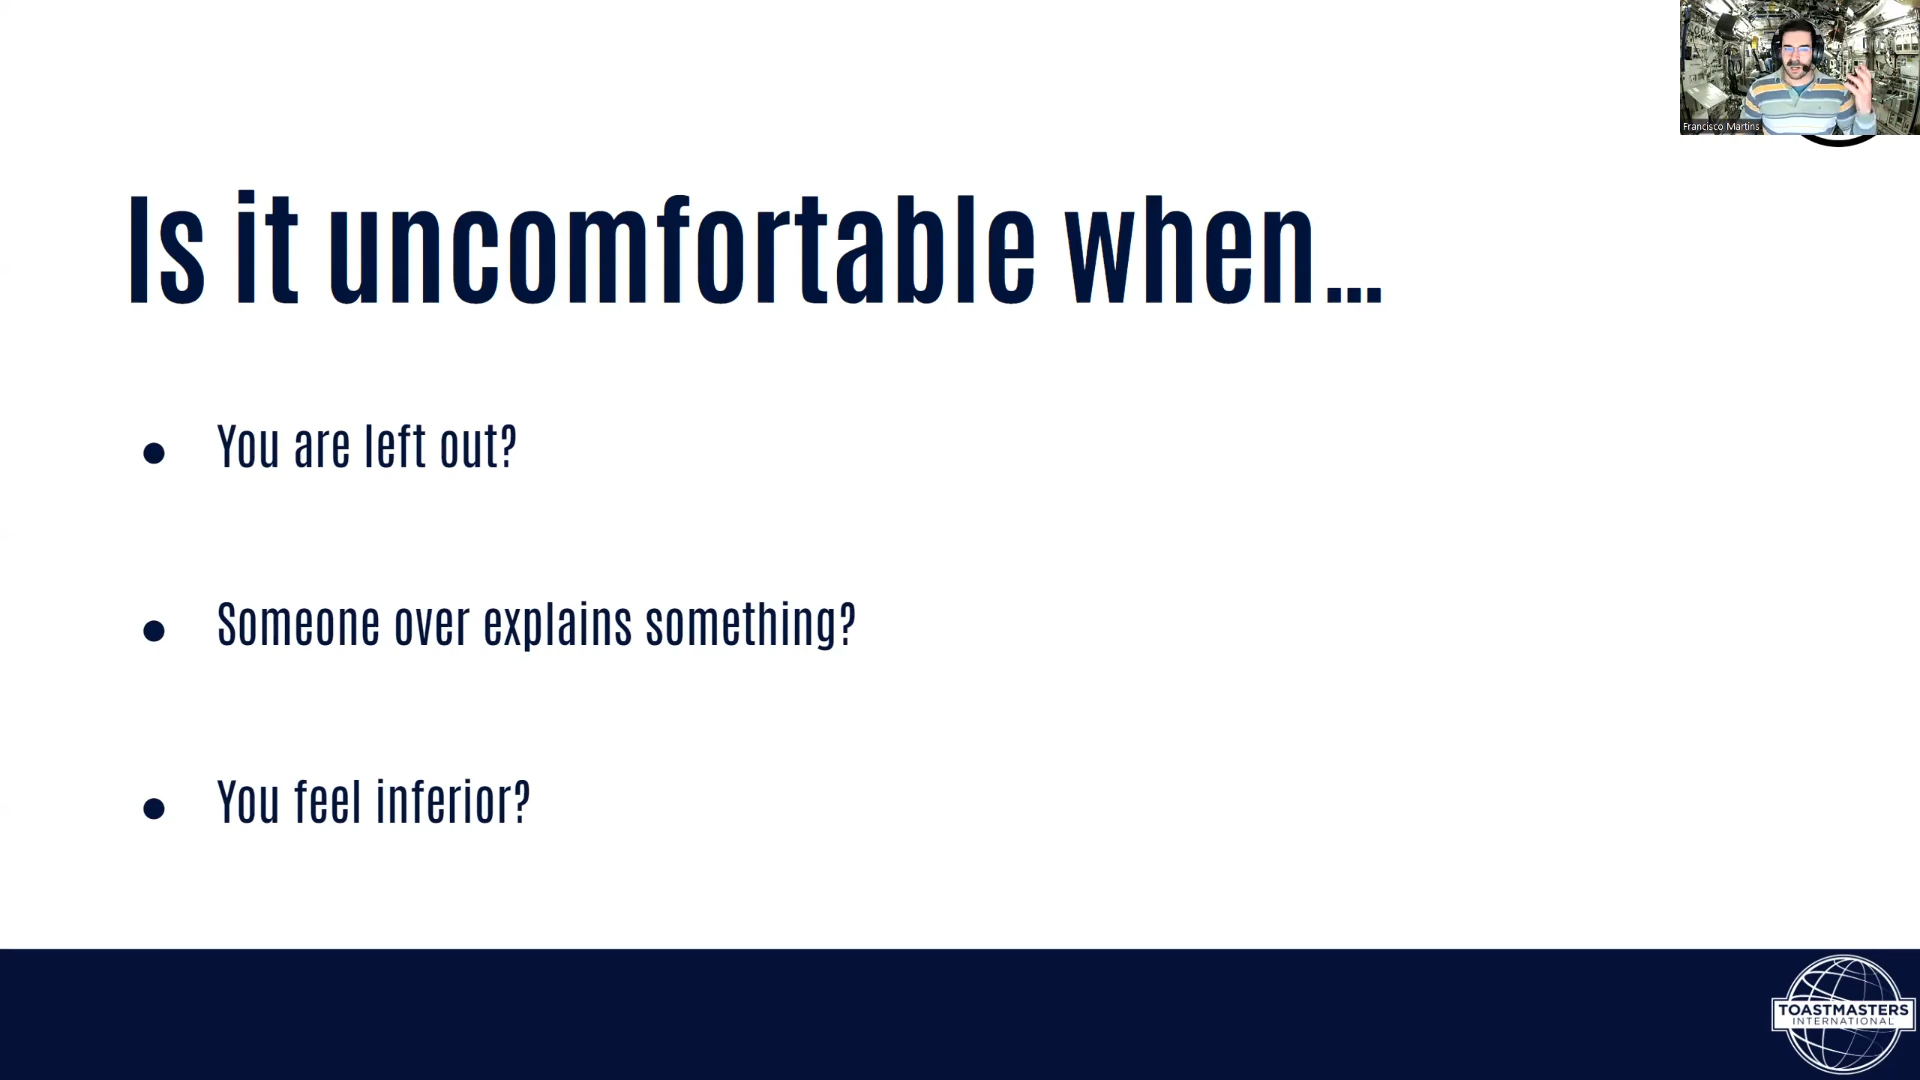 Francisco Martins
Is it uncomfortable when...
● You are left out?
● Someone over explains something?
● You feel inferior?
TOASTMASTERS
INTERNATIONAL